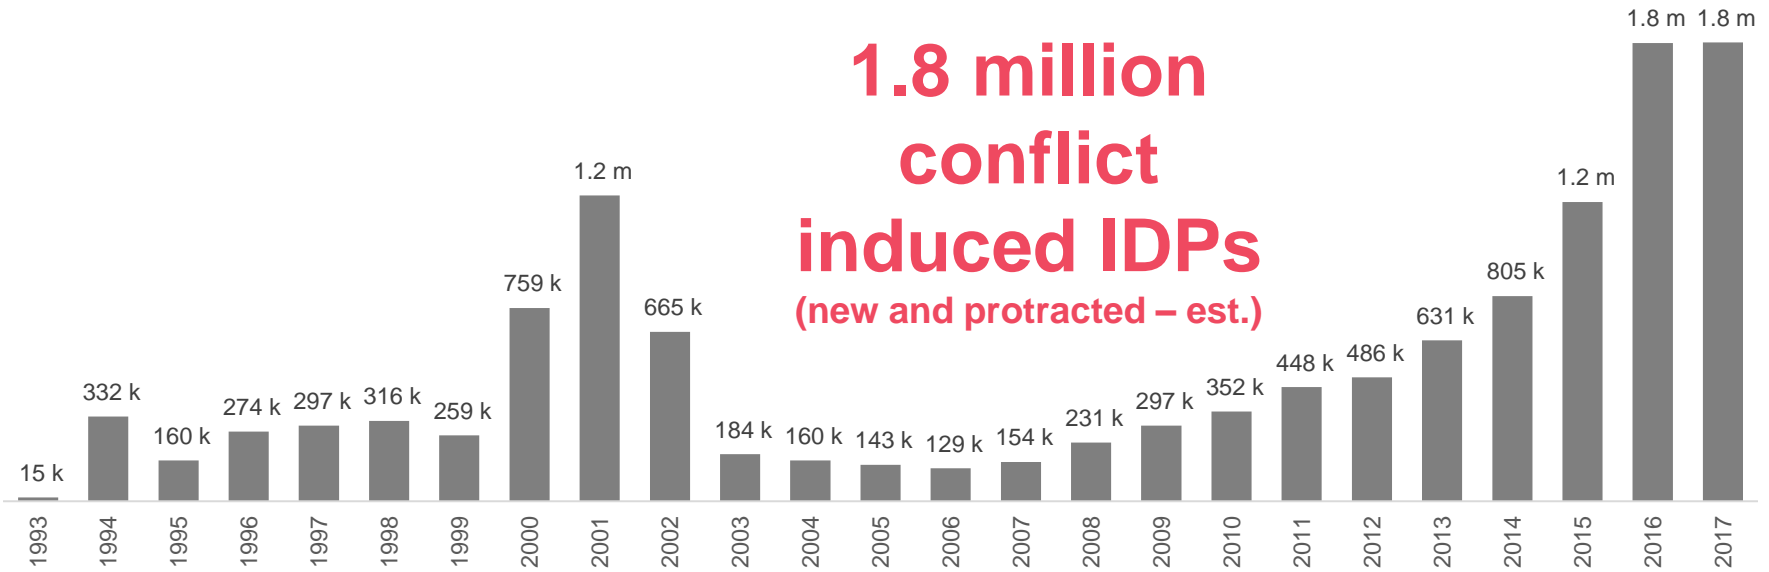 1.8 million
conflict
induced IDPs
(new and protracted – est.)
15 k
332 k
160 k
274 k
297 k
316 k
259 k
759 k
1.2 m
665 k
184 k
160 k
143 k
129 k
154 k
231 k
297 k
352 k
448 k
486 k
631 k
805 k
1.2 m
1.8 m
1.8 m
1993
1994
1995
1996
1997
1998
1999
2000
2001
2002
2003
2004
2005
2006
2007
2008
2009
2010
2011
2012
2013
2014
2015
2016
2017